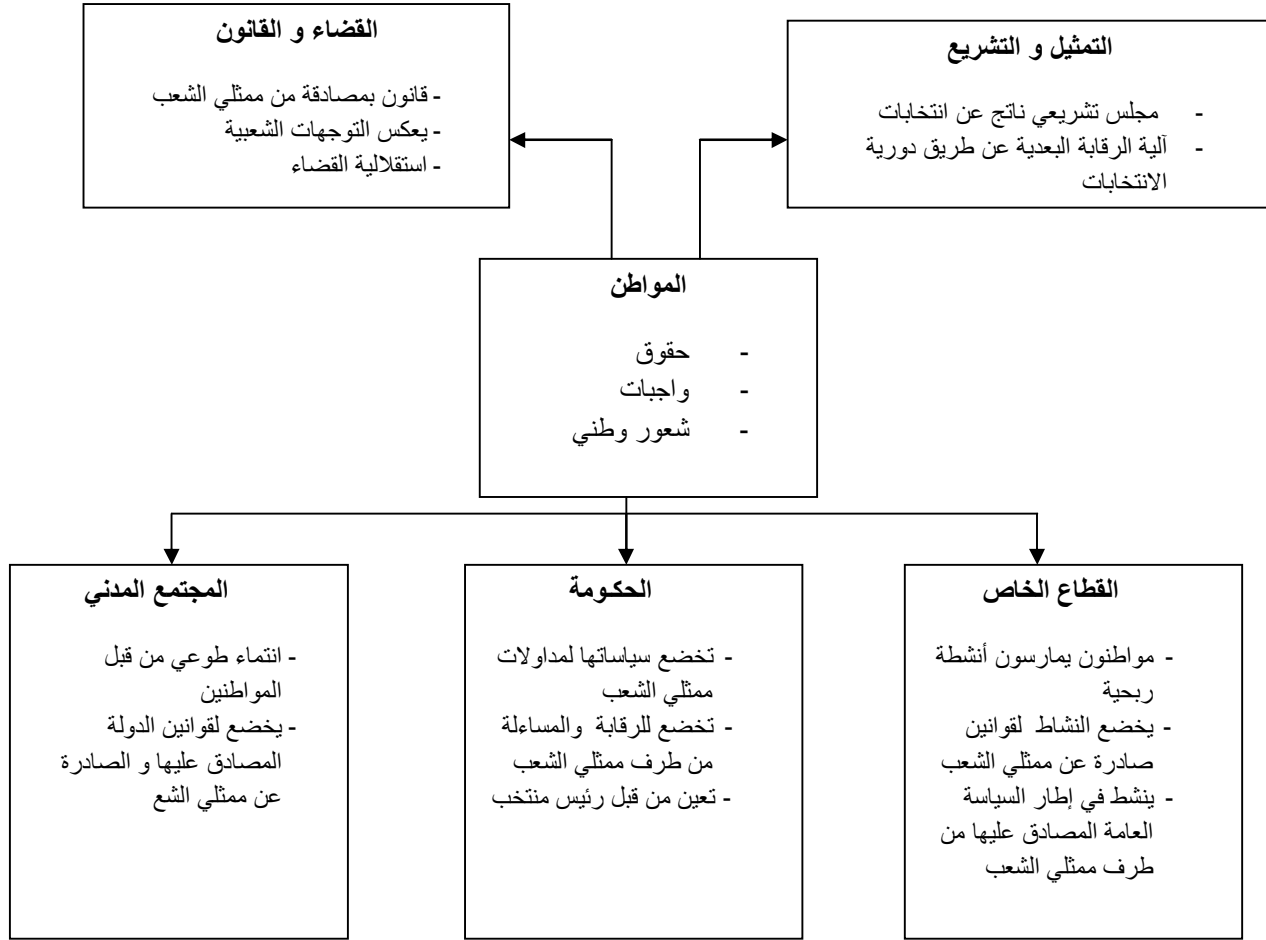 القضاء و القانون
- قانون بمصادقة من ممثلي الشعب
- يعكس التوجهات الشعبية
- استقلالية القضاء
التمثيل و التشريع
- مجلس تشريعي ناتج عن انتخابات
- آلية الرقابة البعدية عن طريق دورية
الانتخابات
المواطن
- حقوق
- واجبات
- شعور وطني
القطاع الخاص
- مواطنون يمارسون أنشطة
ربحية
- يخضع النشاط لقوانين
صادرة عن ممثلي الشعب
- ينشط في إطار السياسة
العامة المصادق عليها من
طرف ممثلي الشعب
الحكومة
- تخضع سياساتها لمداولات
ممثلي الشعب
- تخضع للرقابة والمساءلة
من طرف ممثلي الشعب
- تعين من قبل رئيس منتخب
المجتمع المدني
- انتماء طوعي من قبل
المواطنين
- يخضع لقوانين الدولة
المصادق عليها و الصادرة
عن ممثلي الشع